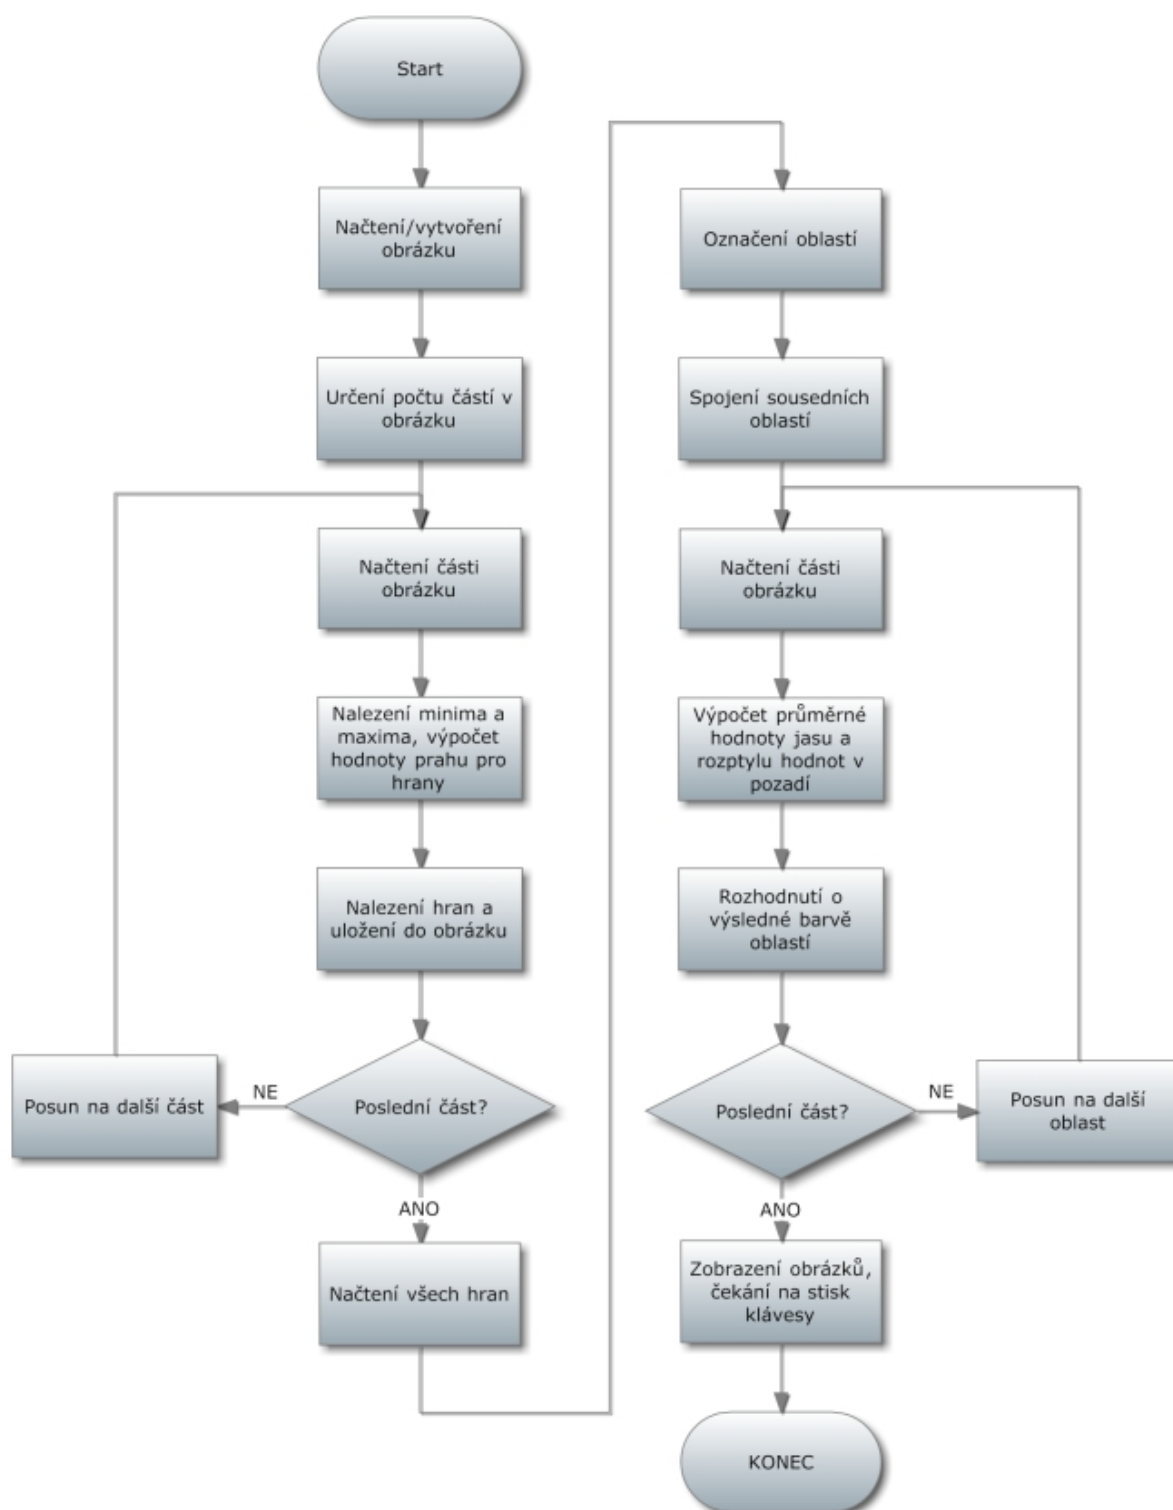 Start
Načtení/vytvoření
obrázku
Určení počtu částí v
obrázku
Načtení části
obrázku
Nalezení minima a
maxima, výpočet
hodnoty prahu pro
hrany
Nalezení hran a
uložení do obrázku
Poslední část?
NE
Posun na další část
ANO
Načtení všech hran
Označení oblastí
Spojení sousedních
oblastí
Načtení části
obrázku
Výpočet průměrné
hodnoty jasu a
rozptylu hodnot v
pozadí
Rozhodnutí o
výsledné barvě
oblastí
Poslední část?
NE
Posun na další
oblast
ANO
Zobrazení obrázků,
čekání na stisk
klávesy
KONEC